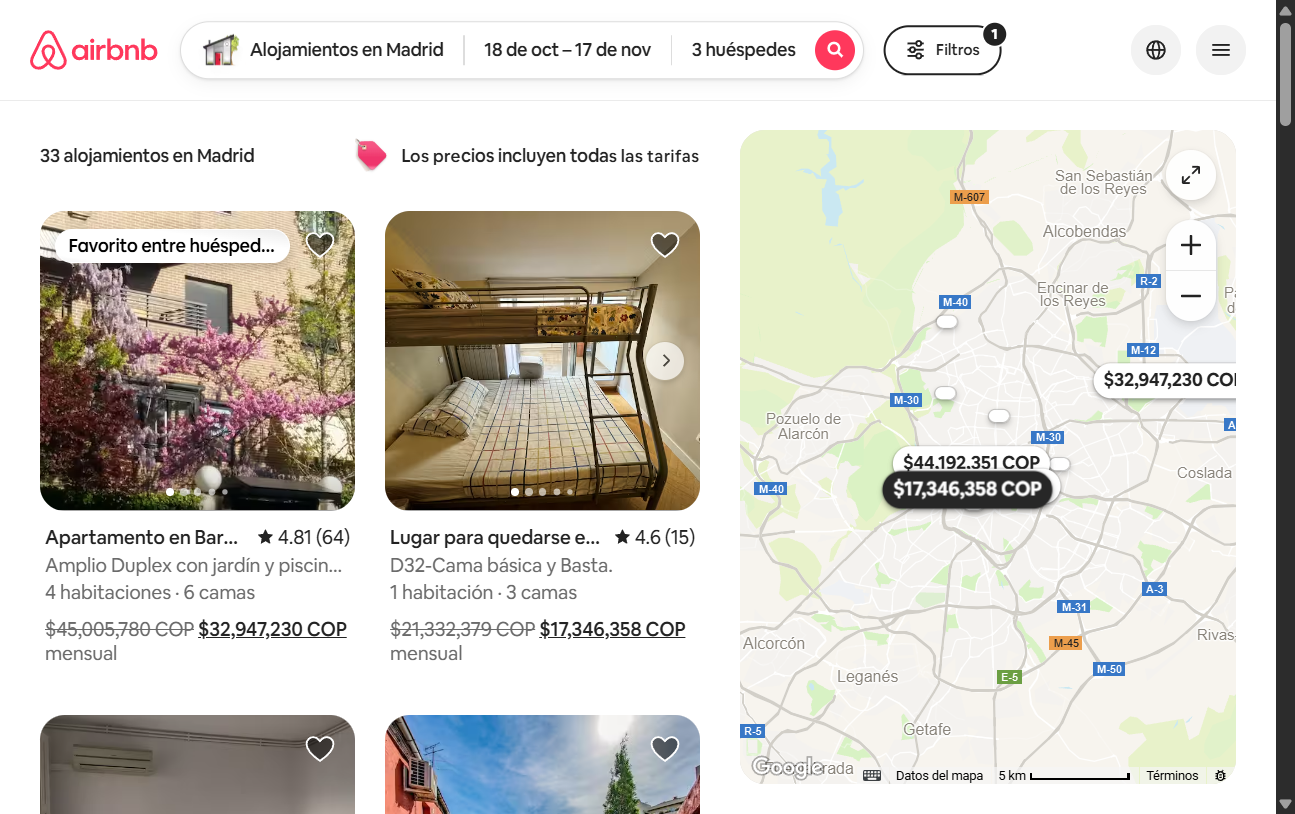 airbnb
Alojamientos en Madrid
18 de oct – 17 de nov
3 huéspedes
Filtros
1
33 alojamientos en Madrid
Los precios incluyen todas las tarifas
Favorito entre huésped...
Apartamento en Bar...
4.81 (64)
Amplio Duplex con jardín y piscin...
4 habitaciones · 6 camas
$45,005,780 COP $32,947,230 COP
mensual
Lugar para quedarse e...
4.6 (15)
D32-Cama básica y Basta.
1 habitación · 3 camas
$21,332,379 COP $17,346,358 COP
mensual
San Sebastián
de los Reyes
M-607
Alcobendas
R-2
Encinar de
los Reyes
M-40
M-12
$32,947,230 CO
M-30
Pozuelo de
Alarcón
M-30
$44,192,351 COP
Coslada
$17,346,358 COP
M-40
A-3
M-31
Rivas
Alcorcón
M-45
M-50
Leganés
E-5
Getafe
R-5
Google
Datos del mapa
5 km
Términos